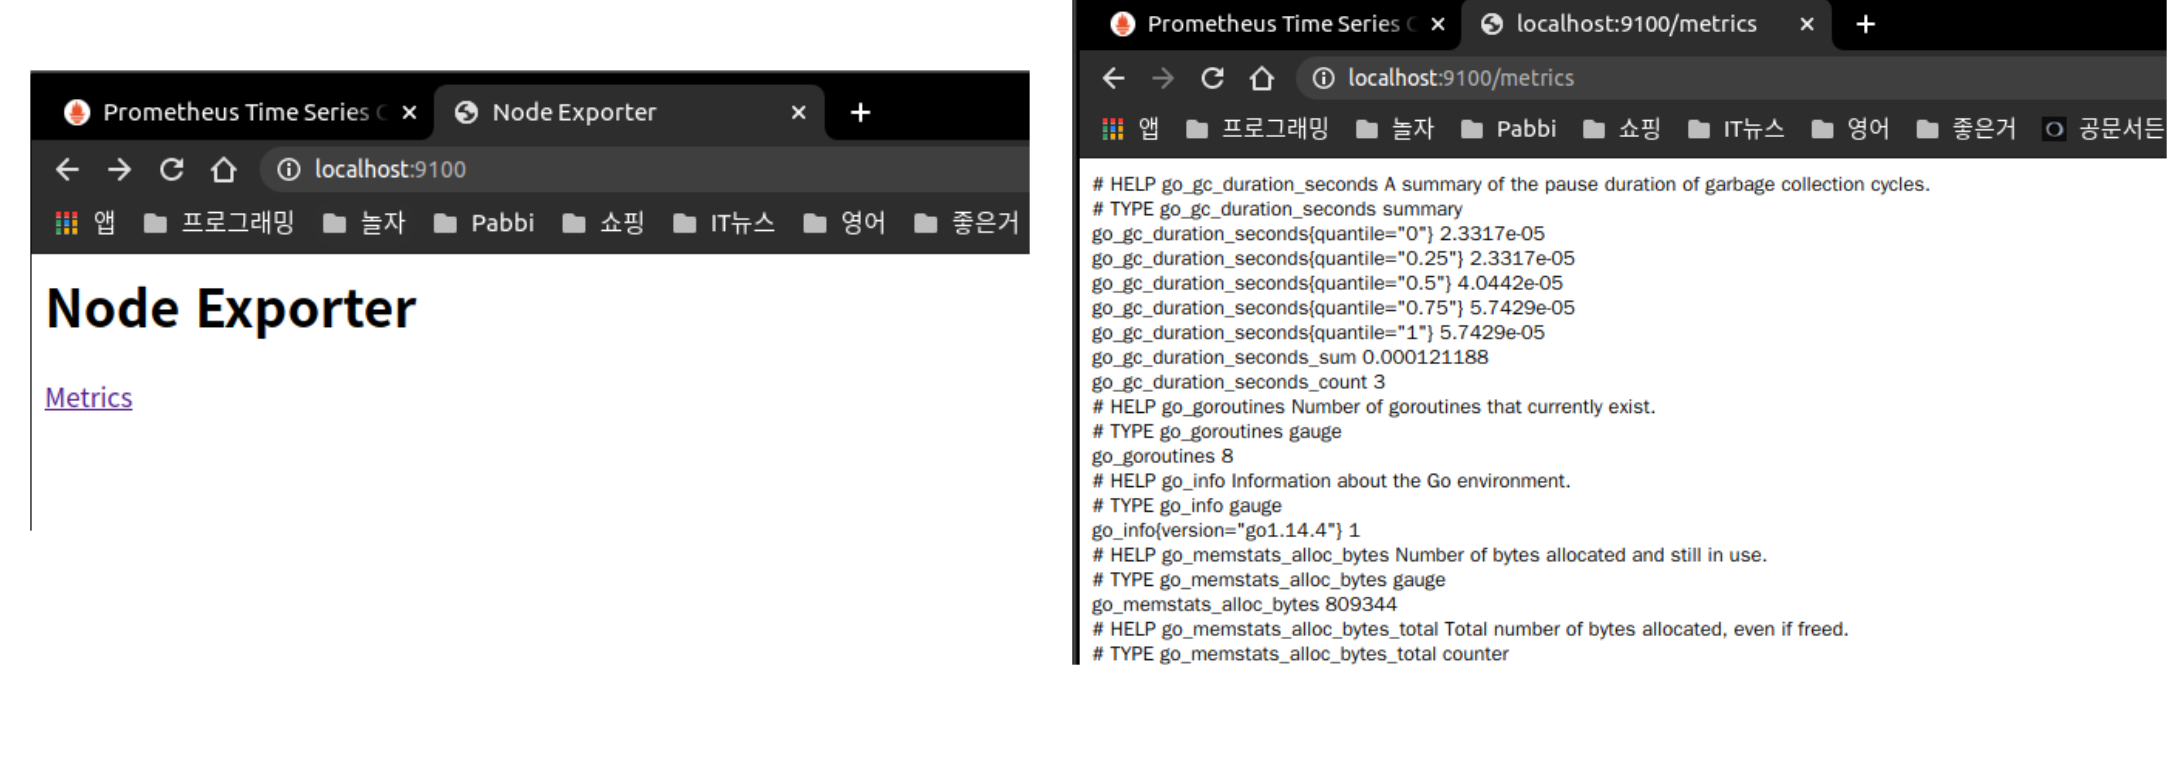 Prometheus Time Series C
Node Exporter
localhost:9100
앱 프로그래밍 놀자 Pabbi 쇼핑 IT뉴스 영어 좋은거
Node Exporter
Metrics
Prometheus Time Series C
localhost:9100/metrics
localhost:9100/metrics
앱 프로그래밍 놀자 Pabbi 쇼핑 IT뉴스 영어 좋은거 공문서든
# HELP go_gc_duration_seconds A summary of the pause duration of garbage collection cycles.
# TYPE go_gc_duration_seconds summary
go_gc_duration_seconds{quantile="0"} 2.3317e-05
go_gc_duration_seconds{quantile="0.25"} 2.3317e-05
go_gc_duration_seconds{quantile="0.5"} 4.0442e-05
go_gc_duration_seconds{quantile="0.75"} 5.7429e-05
go_gc_duration_seconds{quantile="1"} 5.7429e-05
go_gc_duration_seconds_sum 0.000121188
go_gc_duration_seconds_count 3
# HELP go_goroutines Number of goroutines that currently exist.
# TYPE go_goroutines gauge
go_goroutines 8
# HELP go_info Information about the Go environment.
# TYPE go_info gauge
go_info{version="go1.14.4"} 1
# HELP go_memstats_alloc_bytes Number of bytes allocated and still in use.
# TYPE go_memstats_alloc_bytes gauge
go_memstats_alloc_bytes 809344
# HELP go_memstats_alloc_bytes_total Total number of bytes allocated, even if freed.
# TYPE go_memstats_alloc_bytes_total counter